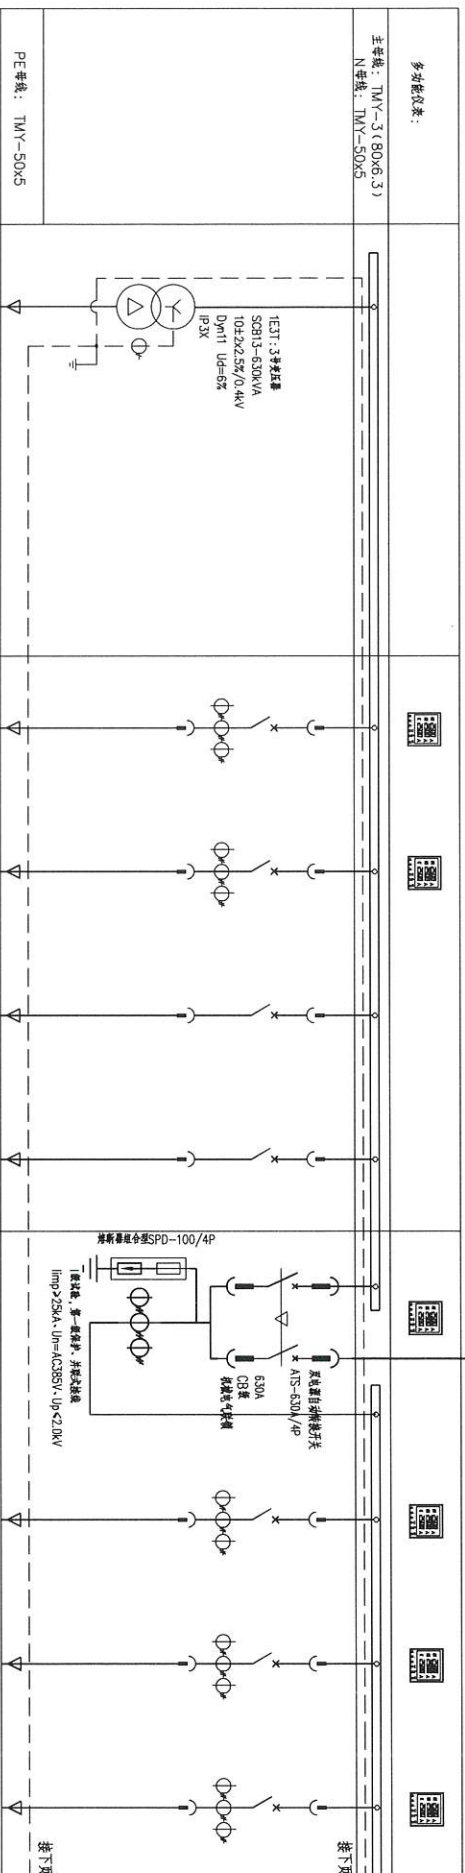 多功能仪表：
主母线： TMY-3(80x6.3)
N母线： TMY-50x5
PE母线： TMY-50x5
1E3T：3号变压器
SCB13-630kVA
10±2x2.5%/0.4kV
Dyn11 Ud=6%
IP3X
双电源自动转换开关
ATS-630A/4P
630A
CB级
机械电气联锁
熔断器组合型SPD-100/4P
I级试验，第一级保护，并联式接线
Iimp>25kA，Un=AC385V，Up<2.0kV
接下页
接下页